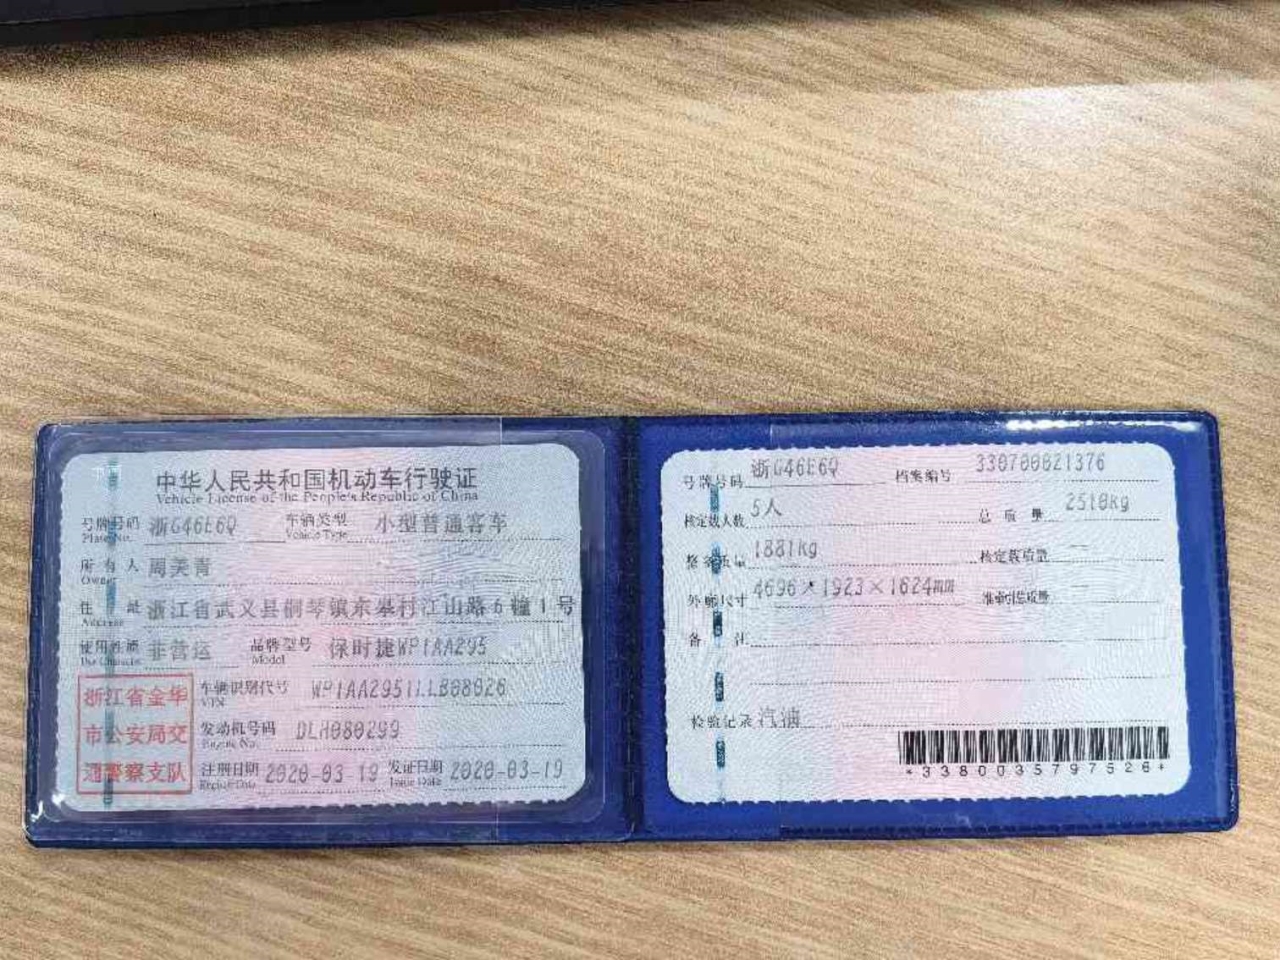 中华人民共和国机动车行驶证
Vehicle License of the People's Republic of China
号牌号码 浙G46E6Q 车辆类型 小型普通客车
Plate No. Vehicle Type
所有人 周美青
Owner
住址 浙江省武义县桐琴镇东皋村江山路6幢1号
Address
使用性质 非营运 品牌型号 保时捷WP1AA295
Use Character Model
浙江省金华
市公安局交
通警察支队
车辆识别代号 WP1AA2951LLB08026
VIN
发动机号码 DLH080299
Engine No.
注册日期 2020-03-19 发证日期 2020-03-19
Register Date Issue Date
号牌号码 浙G46E6Q 档案编号 330700821376
核定载人数 5人 总质量 2510kg
整备质量 1881kg 核定载质量 --
外廓尺寸 4696×1923×1624mm 准牵引总质量 --
备注
检验记录 汽油
*3380035797526*